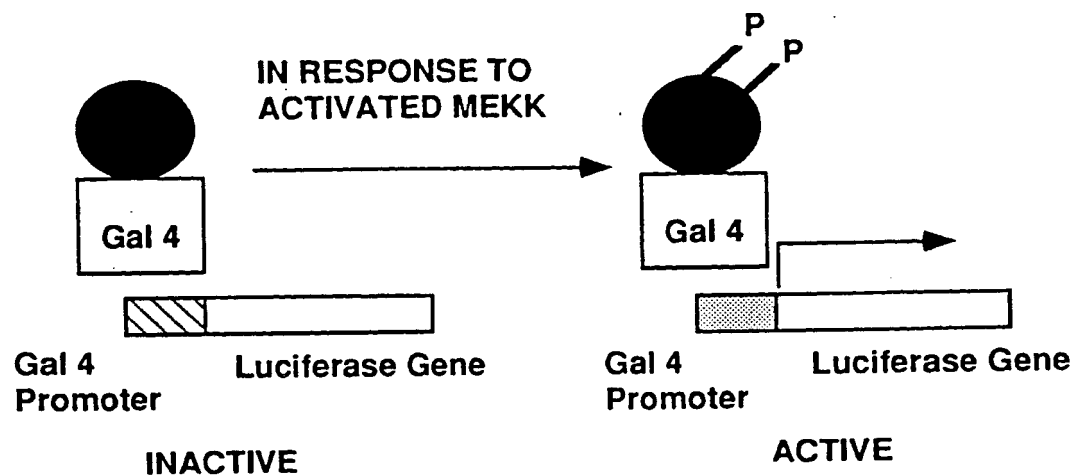 P
P
IN RESPONSE TO
ACTIVATED MEKK
Gal 4
Gal 4
Gal 4
Promoter
Luciferase Gene
Gal 4
Promoter
Luciferase Gene
INACTIVE
ACTIVE